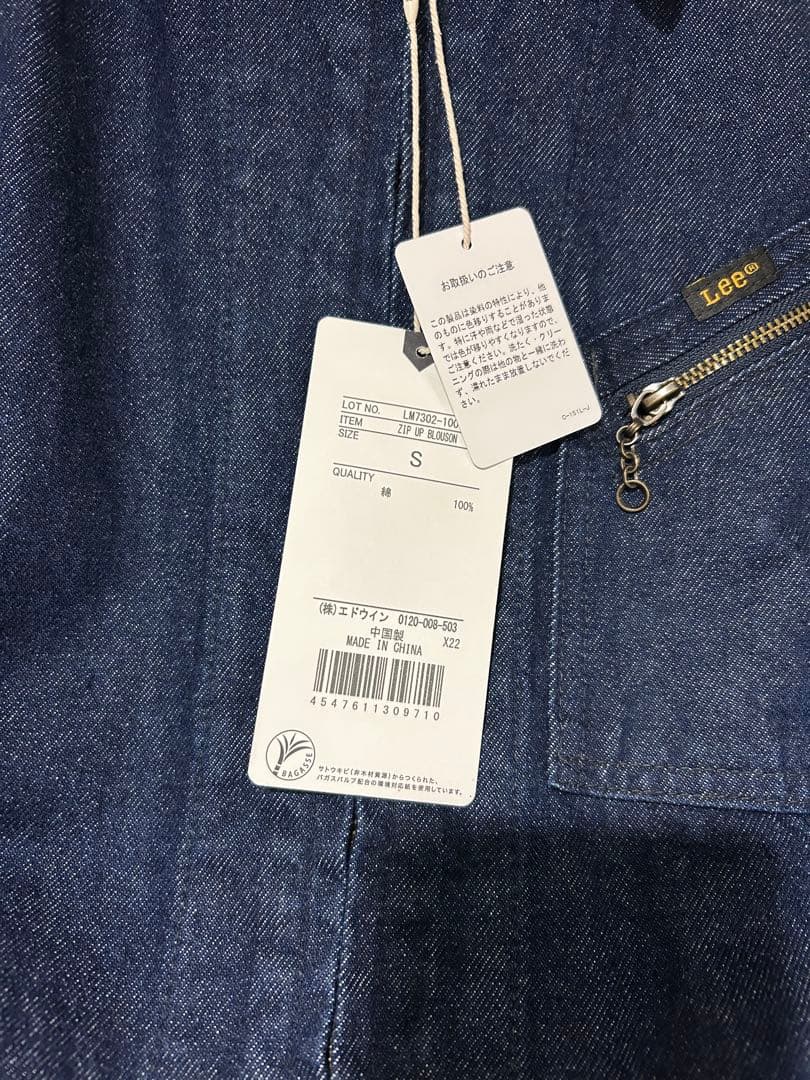 お取扱いのご注意
この製品は染料の特性により、他
のものに色移りすることがありま
す。特に汗や雨などで湿った状態
では色が移りやすくなりますので、
ご注意ください。洗たく・クリー
ニングの際は他の物と一緒に洗わ
ず、濡れたまま放置しないでくだ
さい。
C-151L-J
Lee®
LOT NO. LM7302-100
ITEM ZIP UP BLOUSON
SIZE
S
QUALITY
綿 100%
(株)エドウイン 0120-008-503
中国製 X22
MADE IN CHINA
4547611309710
BAGASSE
サトウキビ(非木材資源)からつくられた、
バガスパルプ配合の環境対応紙を使用しています。